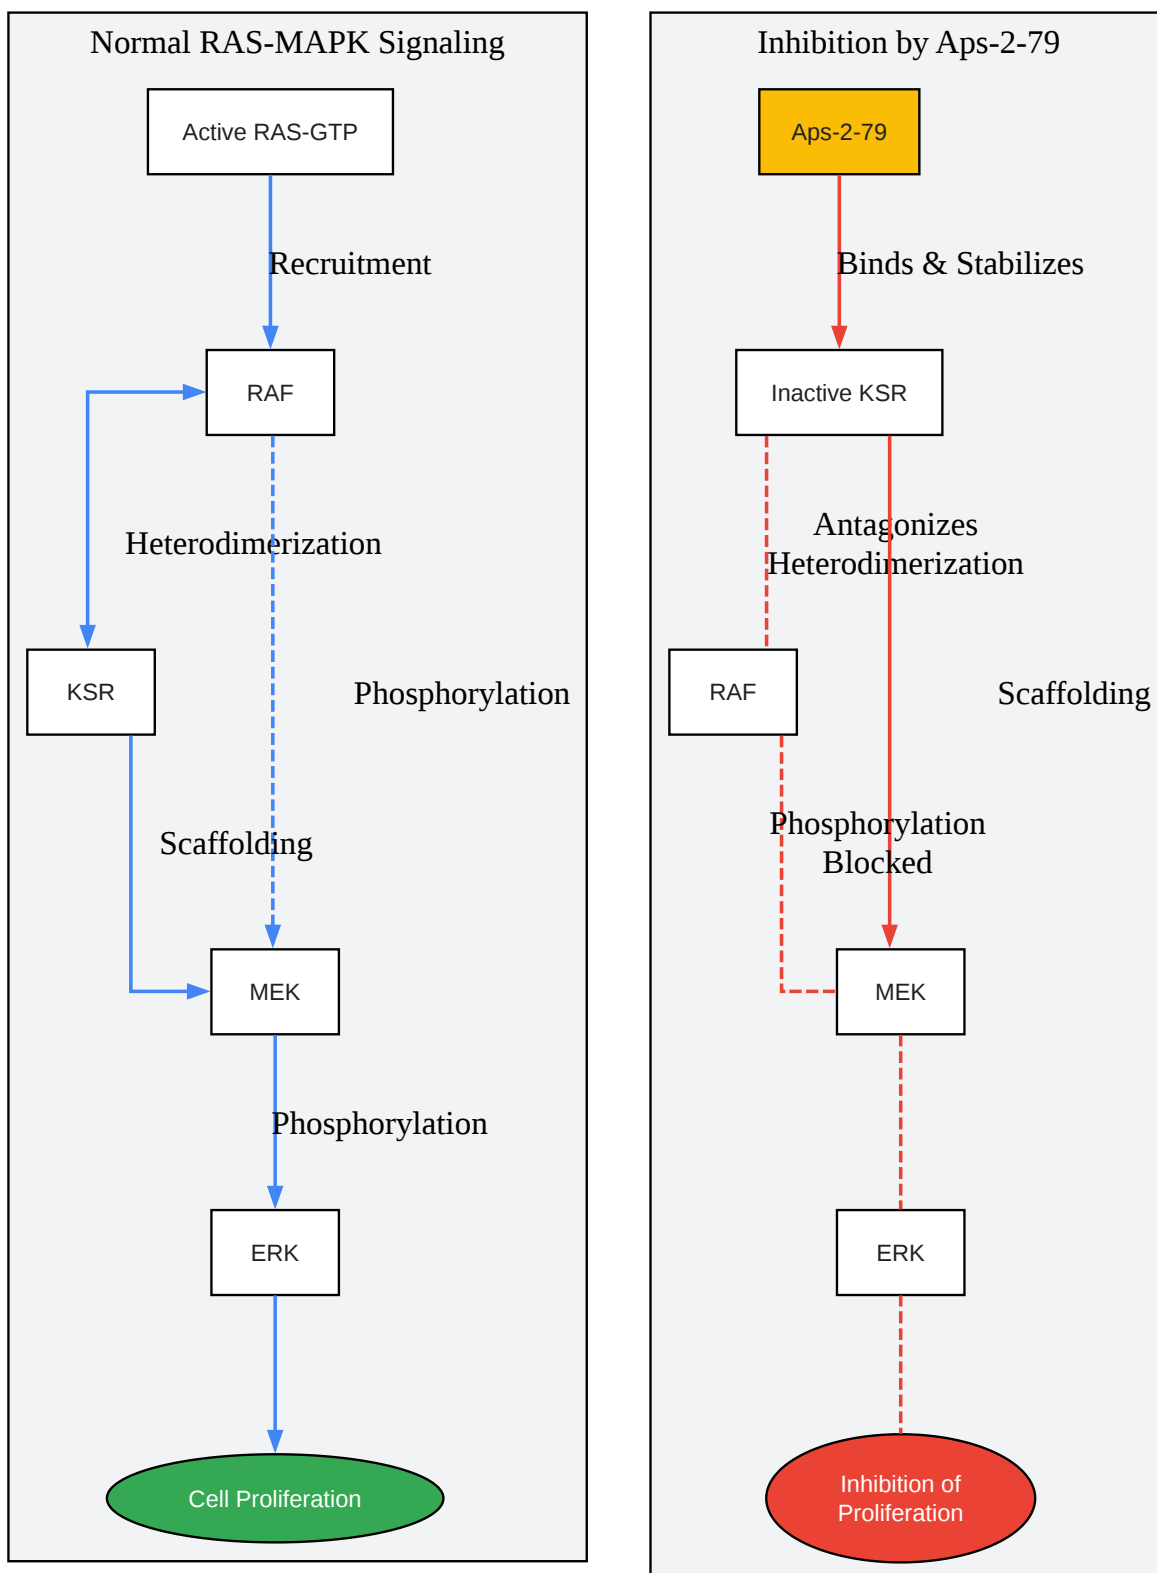 Normal RAS-MAPK Signaling
Active RAS-GTP
Recruitment
RAF
Heterodimerization
KSR
Phosphorylation
Scaffolding
MEK
Phosphorylation
ERK
Cell Proliferation
Inhibition by Aps-2-79
Aps-2-79
Binds & Stabilizes
Inactive KSR
Antagonizes
Heterodimerization
RAF
Scaffolding
Phosphorylation
Blocked
MEK
ERK
Inhibition of
Proliferation